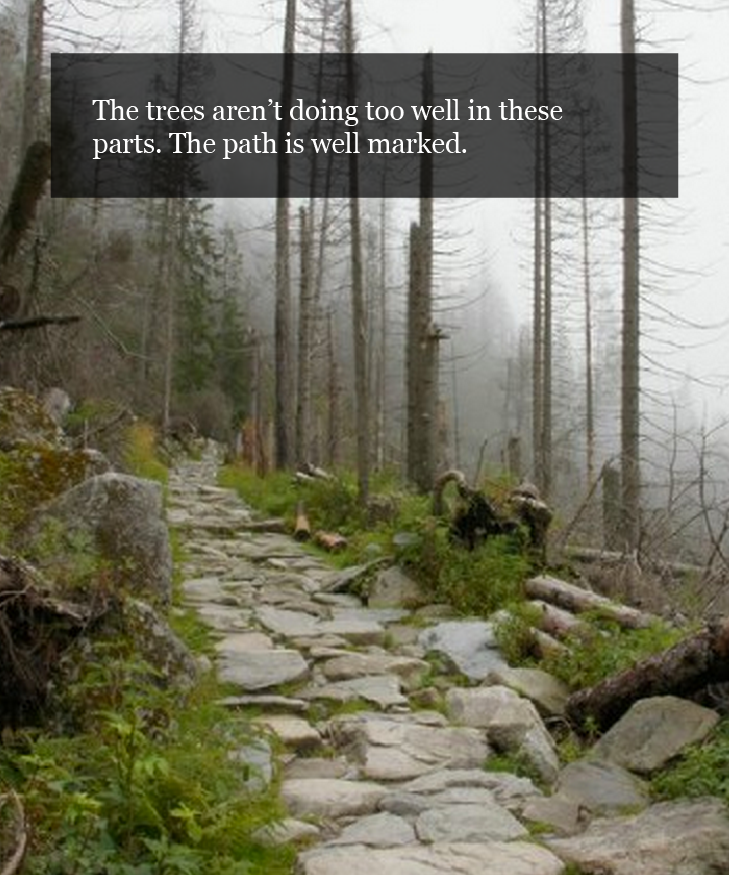 The trees aren’t doing too well in these
parts. The path is well marked.